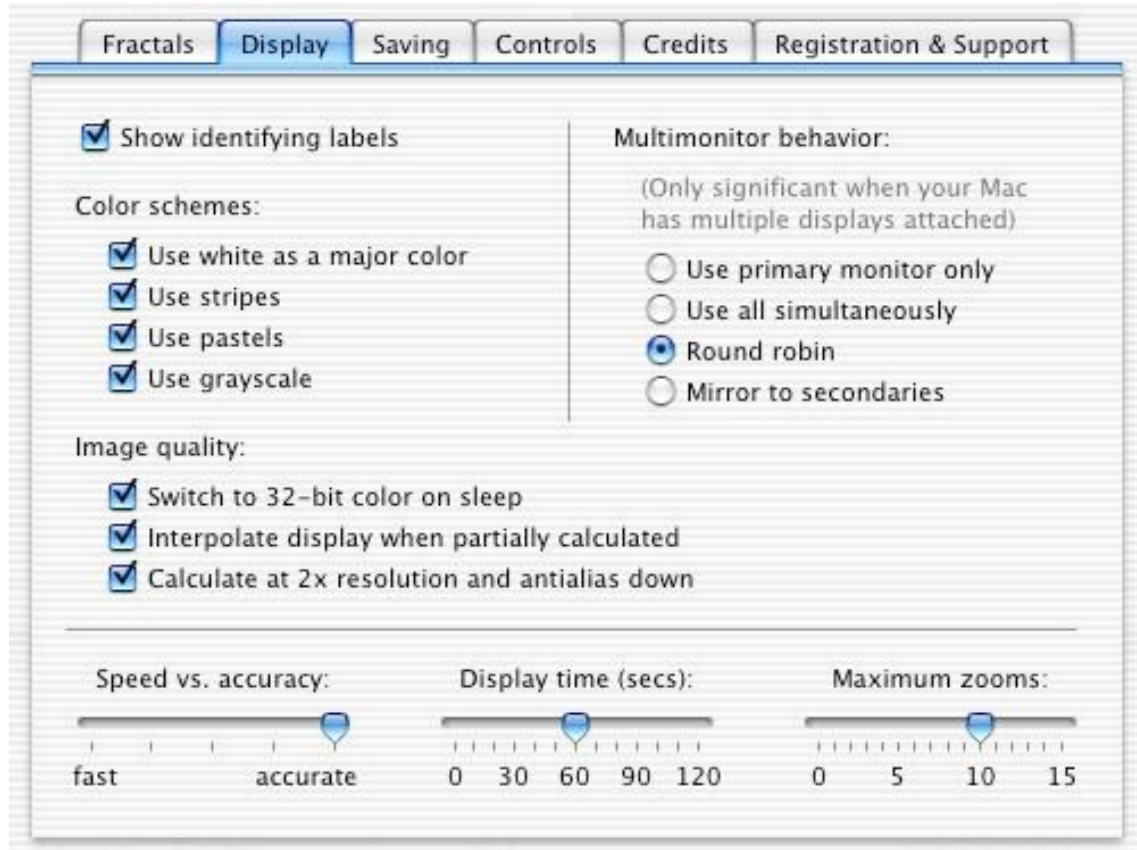 Fractals Display Saving Controls Credits Registration & Support
Show identifying labels
Color schemes:
Use white as a major color
Use stripes
Use pastels
Use grayscale
Multimonitor behavior:
(Only significant when your Mac
has multiple displays attached)
Use primary monitor only
Use all simultaneously
Round robin
Mirror to secondaries
Image quality:
Switch to 32-bit color on sleep
Interpolate display when partially calculated
Calculate at 2x resolution and antialias down
Speed vs. accuracy:
fast accurate
Display time (secs):
0 30 60 90 120
Maximum zooms:
0 5 10 15